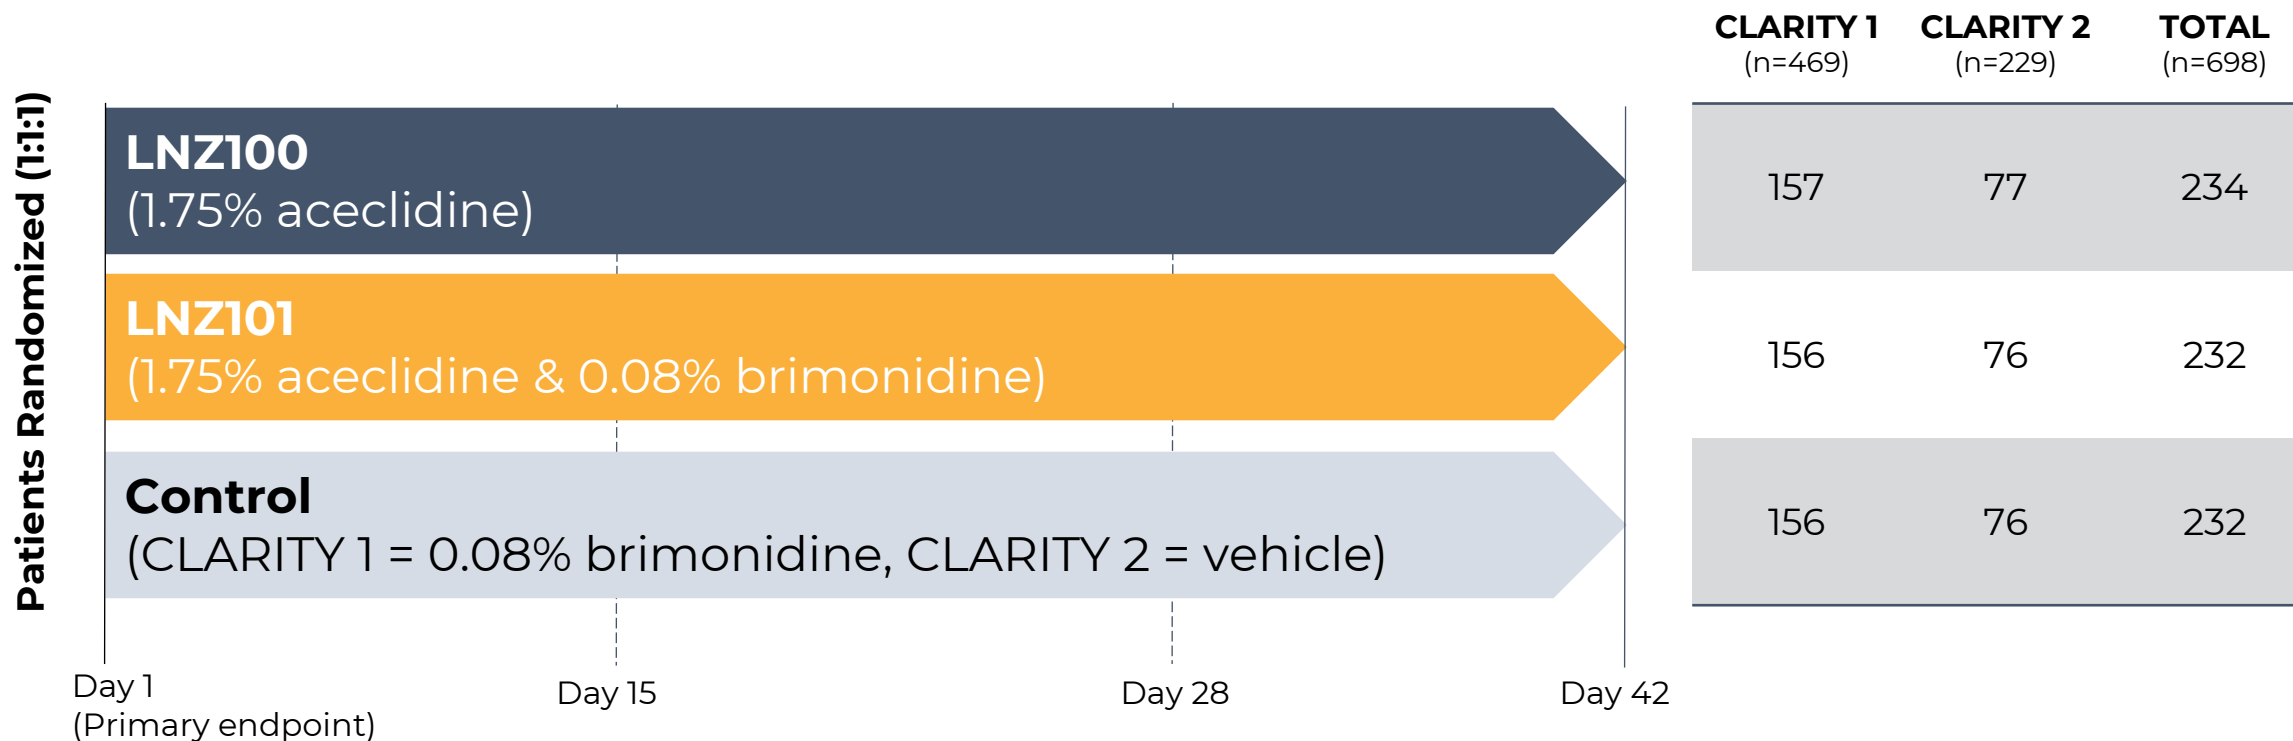 CLARITY 1 CLARITY 2 TOTAL
(n=469) (n=229) (n=698)
Patients Randomized (1:1:1)
LNZ100
(1.75% aceclidine)
157 77 234
LNZ101
(1.75% aceclidine & 0.08% brimonidine)
156 76 232
Control
(CLARITY 1 = 0.08% brimonidine, CLARITY 2 = vehicle)
156 76 232
Day 1 Day 15 Day 28 Day 42
(Primary endpoint)